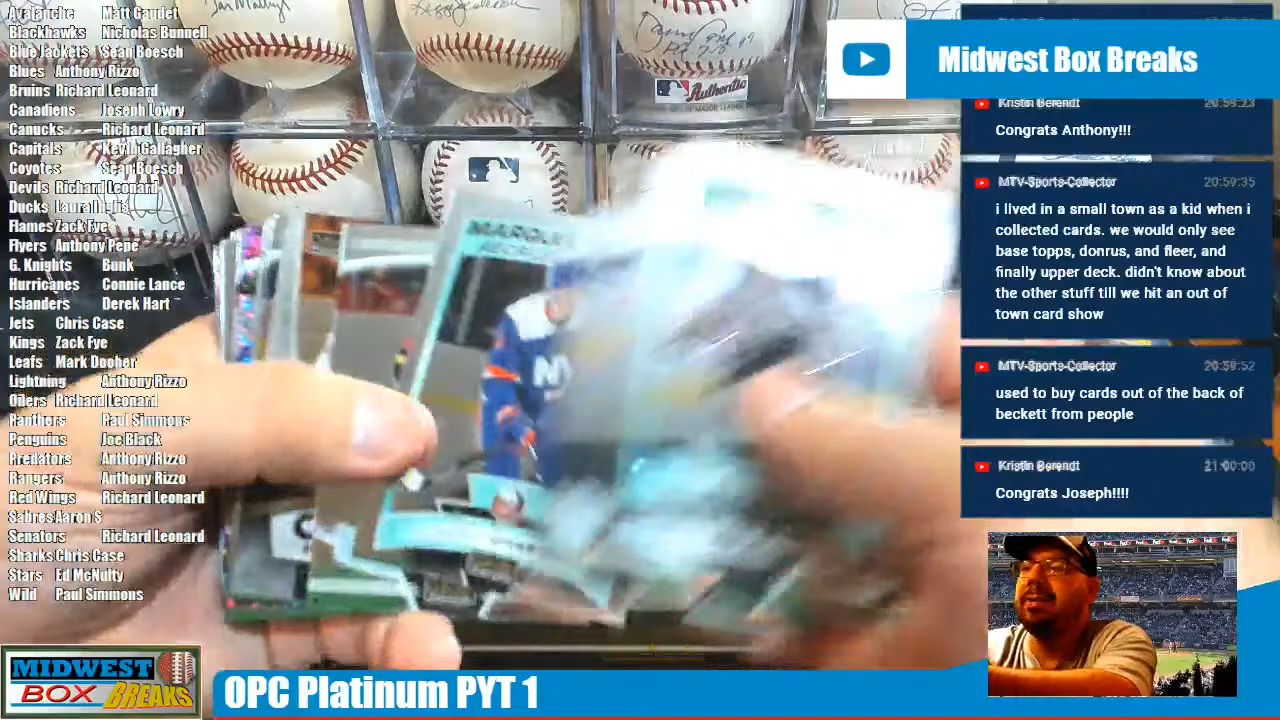 Avalanche Matt Gaudet
Blackhawks Nicholas Bunnell
Blue Jackets Sean Boesch
Blues Anthony Rizzo
Bruins Richard Leonard
Canadiens Joseph Lowry
Canucks Richard Leonard
Capitals Kevin Gallagher
Coyotes Sean Boesch
Devils Richard Leonard
Ducks
Flames Zack Fye
Flyers Anthony Pepe
G. Knights Bunk
Hurricanes Connie Lance
Islanders Derek Hart
Jets Chris Case
Kings Zack Fye
Leafs Mark Dooher
Lightning Anthony Rizzo
Oilers Richard Leonard
Panthers Paul Simmons
Penguins Joe Black
Predators Anthony Rizzo
Rangers Anthony Rizzo
Red Wings Richard Leonard
Sabres Aaron S
Senators Richard Leonard
Sharks Chris Case
Stars Ed McNulty
Wild Paul Simmons
Authentic
NY
Midwest Box Breaks
Kristin Berendt 20:59:23
Congrats Anthony!!!
MTV-Sports-Collector 20:59:35
i lived in a small town as a kid when i
collected cards. we would only see
base topps, donrus, and fleer, and
finally upper deck. didn't know about
the other stuff till we hit an out of
town card show
MTV-Sports-Collector 20:59:52
used to buy cards out of the back of
beckett from people
Kristin Berendt 21:00:00
Congrats Joseph!!!!
MIDWEST
BOX BREAKS
OPC Platinum PYT 1